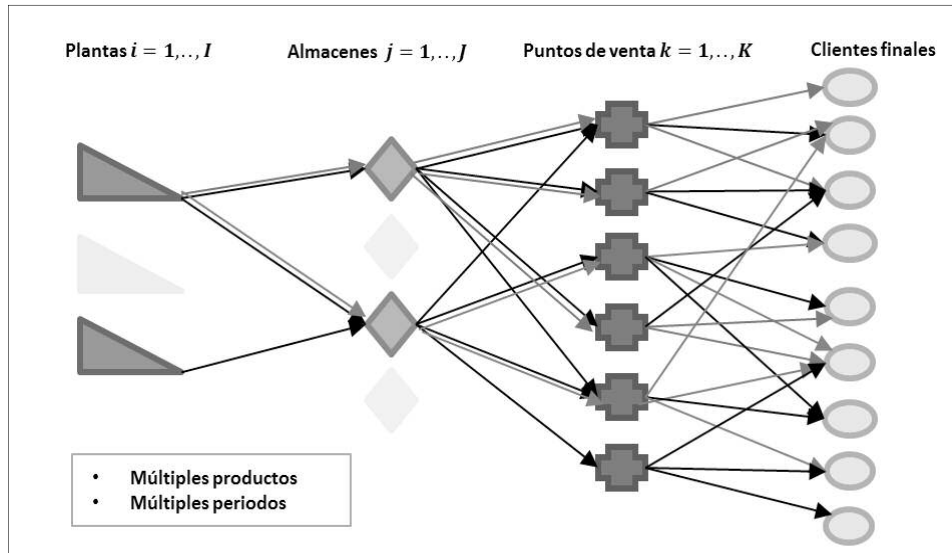 Plantas i = 1,..,I
Almacenes j = 1,..,J
Puntos de venta k = 1,..,K
Clientes finales
• Múltiples productos
• Múltiples periodos